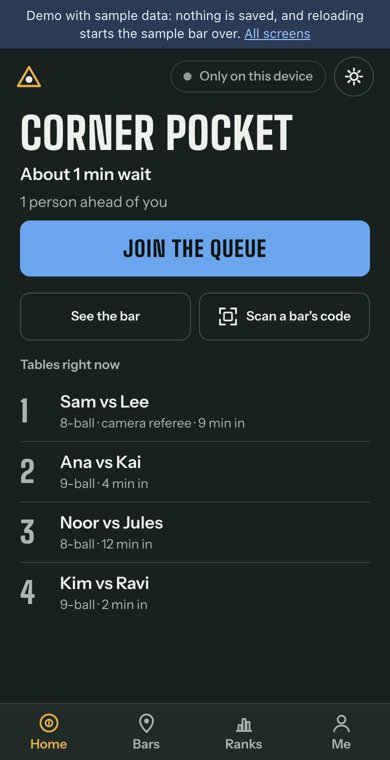 Demo with sample data: nothing is saved, and reloading
starts the sample bar over. All screens
Only on this device
CORNER POCKET
About 1 min wait
1 person ahead of you
JOIN THE QUEUE
See the bar
Scan a bar's code
Tables right now
1
Sam vs Lee
8-ball · camera referee · 9 min in
2
Ana vs Kai
9-ball · 4 min in
3
Noor vs Jules
8-ball · 12 min in
4
Kim vs Ravi
9-ball · 2 min in
Home
Bars
Ranks
Me